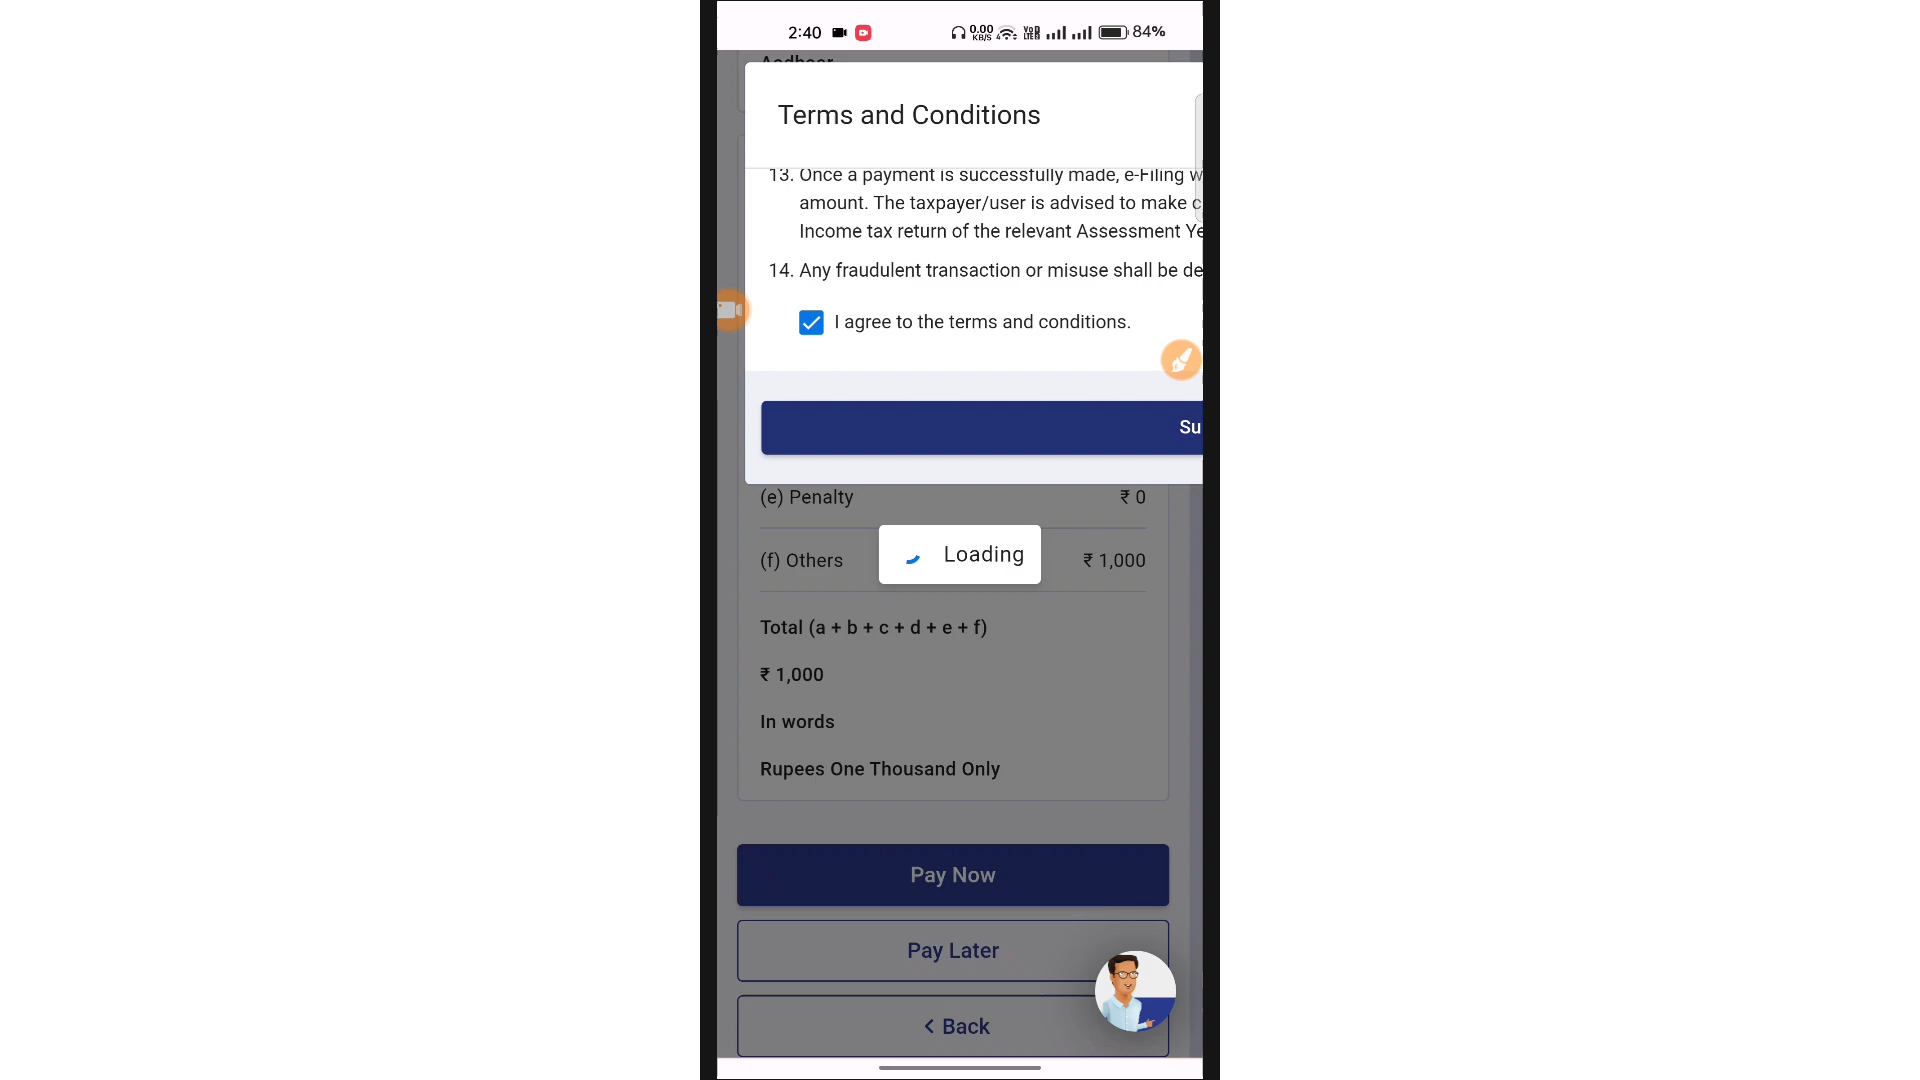 2:40
0.00
KB/S
84%
Aadhaar
Terms and Conditions
13. Once a payment is successfully made, e-Filing w
amount. The taxpayer/user is advised to make c
Income tax return of the relevant Assessment Ye
14. Any fraudulent transaction or misuse shall be de
I agree to the terms and conditions.
Su
(e) Penalty ₹ 0
Loading
(f) Others ₹ 1,000
Total (a + b + c + d + e + f)
₹ 1,000
In words
Rupees One Thousand Only
Pay Now
Pay Later
< Back